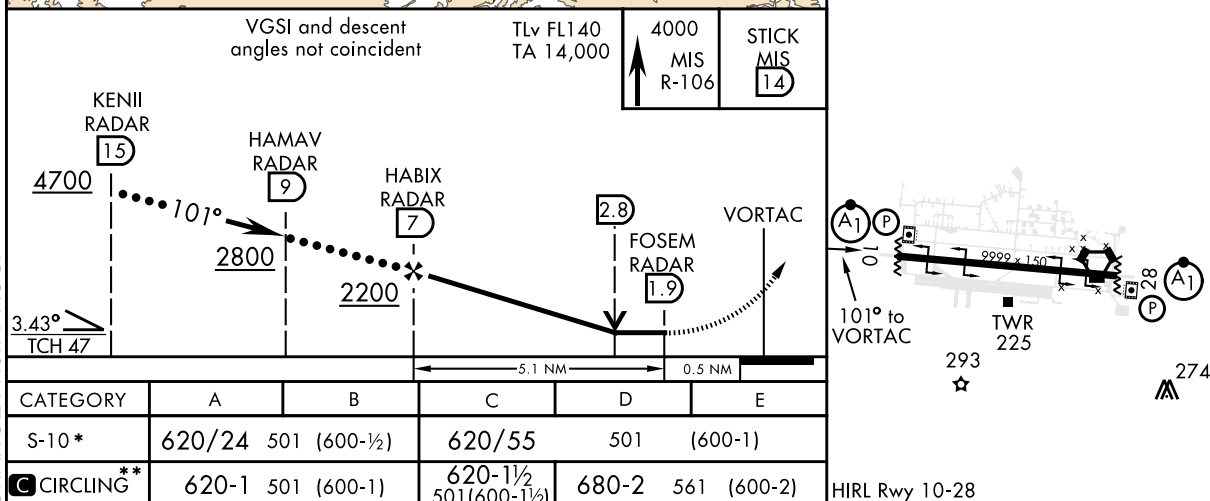 VGSI and descent
angles not coincident
TLv FL140
TA 14,000
4000
MIS
R-106
STICK
MIS
14
KENII
RADAR
15
4700
101°
HAMAV
RADAR
9
2800
HABIX
RADAR
7
2200
2.8
FOSEM
RADAR
1.9
VORTAC
3.43°
TCH 47
5.1 NM
0.5 NM
CATEGORY A B C D E
S-10 * 620/24 501 (600-½) 620/55 501 (600-1)
C CIRCLING ** 620-1 501 (600-1) 620-1½ 501(600-1½) 680-2 561 (600-2)
A1
P
10
9999 x 150
x
x
x
x
x
28
A1
P
101° to
VORTAC
TWR
225
293
274
HIRL Rwy 10-28